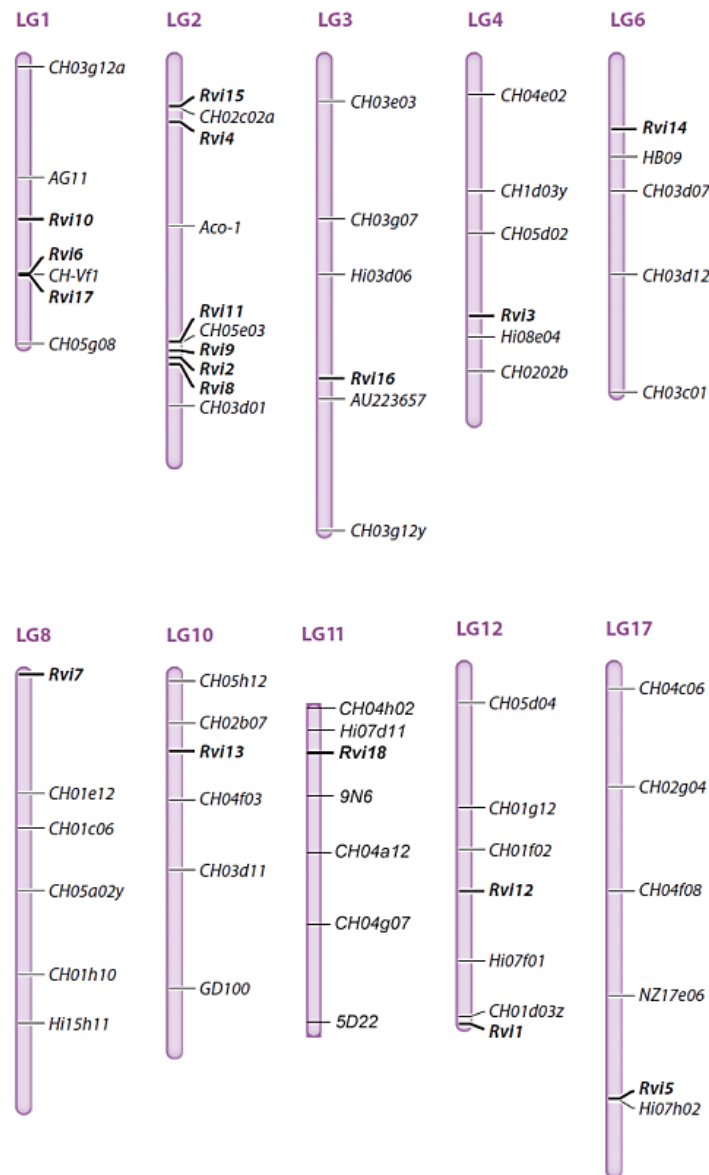 LG1
CH03g12a
AG11
Rvi10
Rvi6
CH-Vf1
Rvi17
CH05g08
LG2
Rvi15
CH02c02a
Rvi4
Aco-1
Rvi11
CH05e03
Rvi9
Rvi2
Rvi8
CH03d01
LG3
CH03e03
CH03g07
Hi03d06
Rvi16
AU223657
CH03g12y
LG4
CH04e02
CH1d03y
CH05d02
Rvi3
Hi08e04
CH0202b
LG6
Rvi14
HB09
CH03d07
CH03d12
CH03c01
LG8
Rvi7
CH01e12
CH01c06
CH05a02y
CH01h10
Hi15h11
LG10
CH05h12
CH02b07
Rvi13
CH04f03
CH03d11
GD100
LG11
CH04h02
Hi07d11
Rvi18
9N6
CH04a12
CH04g07
5D22
LG12
CH05d04
CH01g12
CH01f02
Rvi12
Hi07f01
CH01d03z
Rvi1
LG17
CH04c06
CH02g04
CH04f08
NZ17e06
Rvi5
Hi07h02